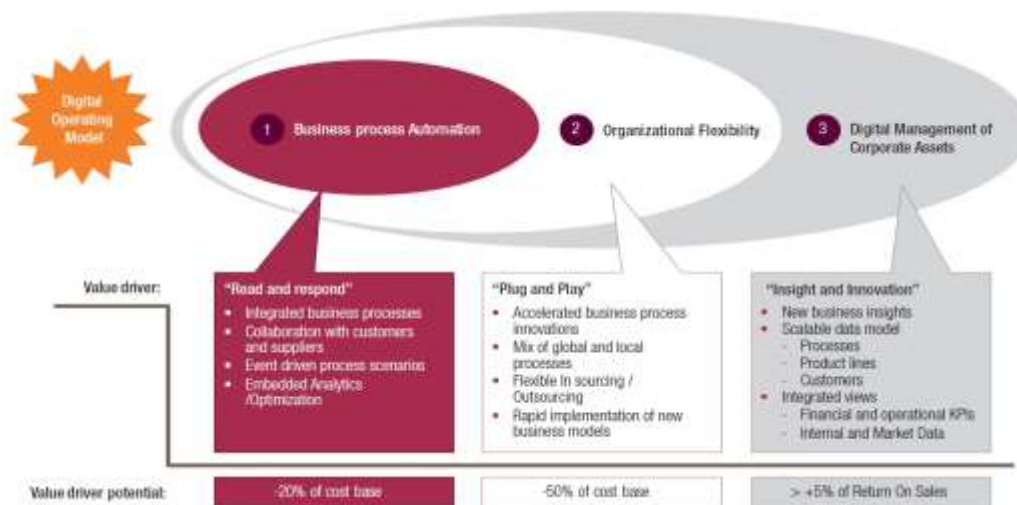 Digital
Operating
Model
1 Business process Automation
2 Organizational Flexibility
3 Digital Management of
Corporate Assets
Value driver:
"Read and respond"
• Integrated business processes
• Collaboration with customers
and suppliers
• Event driven process scenarios
• Embedded Analytics
/Optimization
"Plug and Play"
• Accelerated business process
innovations
• Mix of global and local
processes
• Flexible In sourcing /
Outsourcing
• Rapid implementation of new
business models
"Insight and Innovation"
• New business insights
• Scalable data model
- Processes
- Product lines
- Customers
• Integrated views
- Financial and operational KPIs
- Internal and Market Data
Value driver potential:
-20% of cost base
-50% of cost base
> +5% of Return On Sales